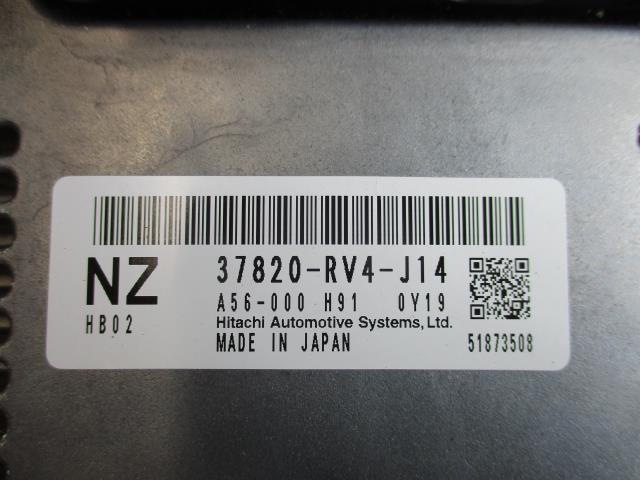 NZ 37820-RV4-J14
A56-000 H91 0Y19
HB02 Hitachi Automotive Systems, Ltd.
MADE IN JAPAN 51873508